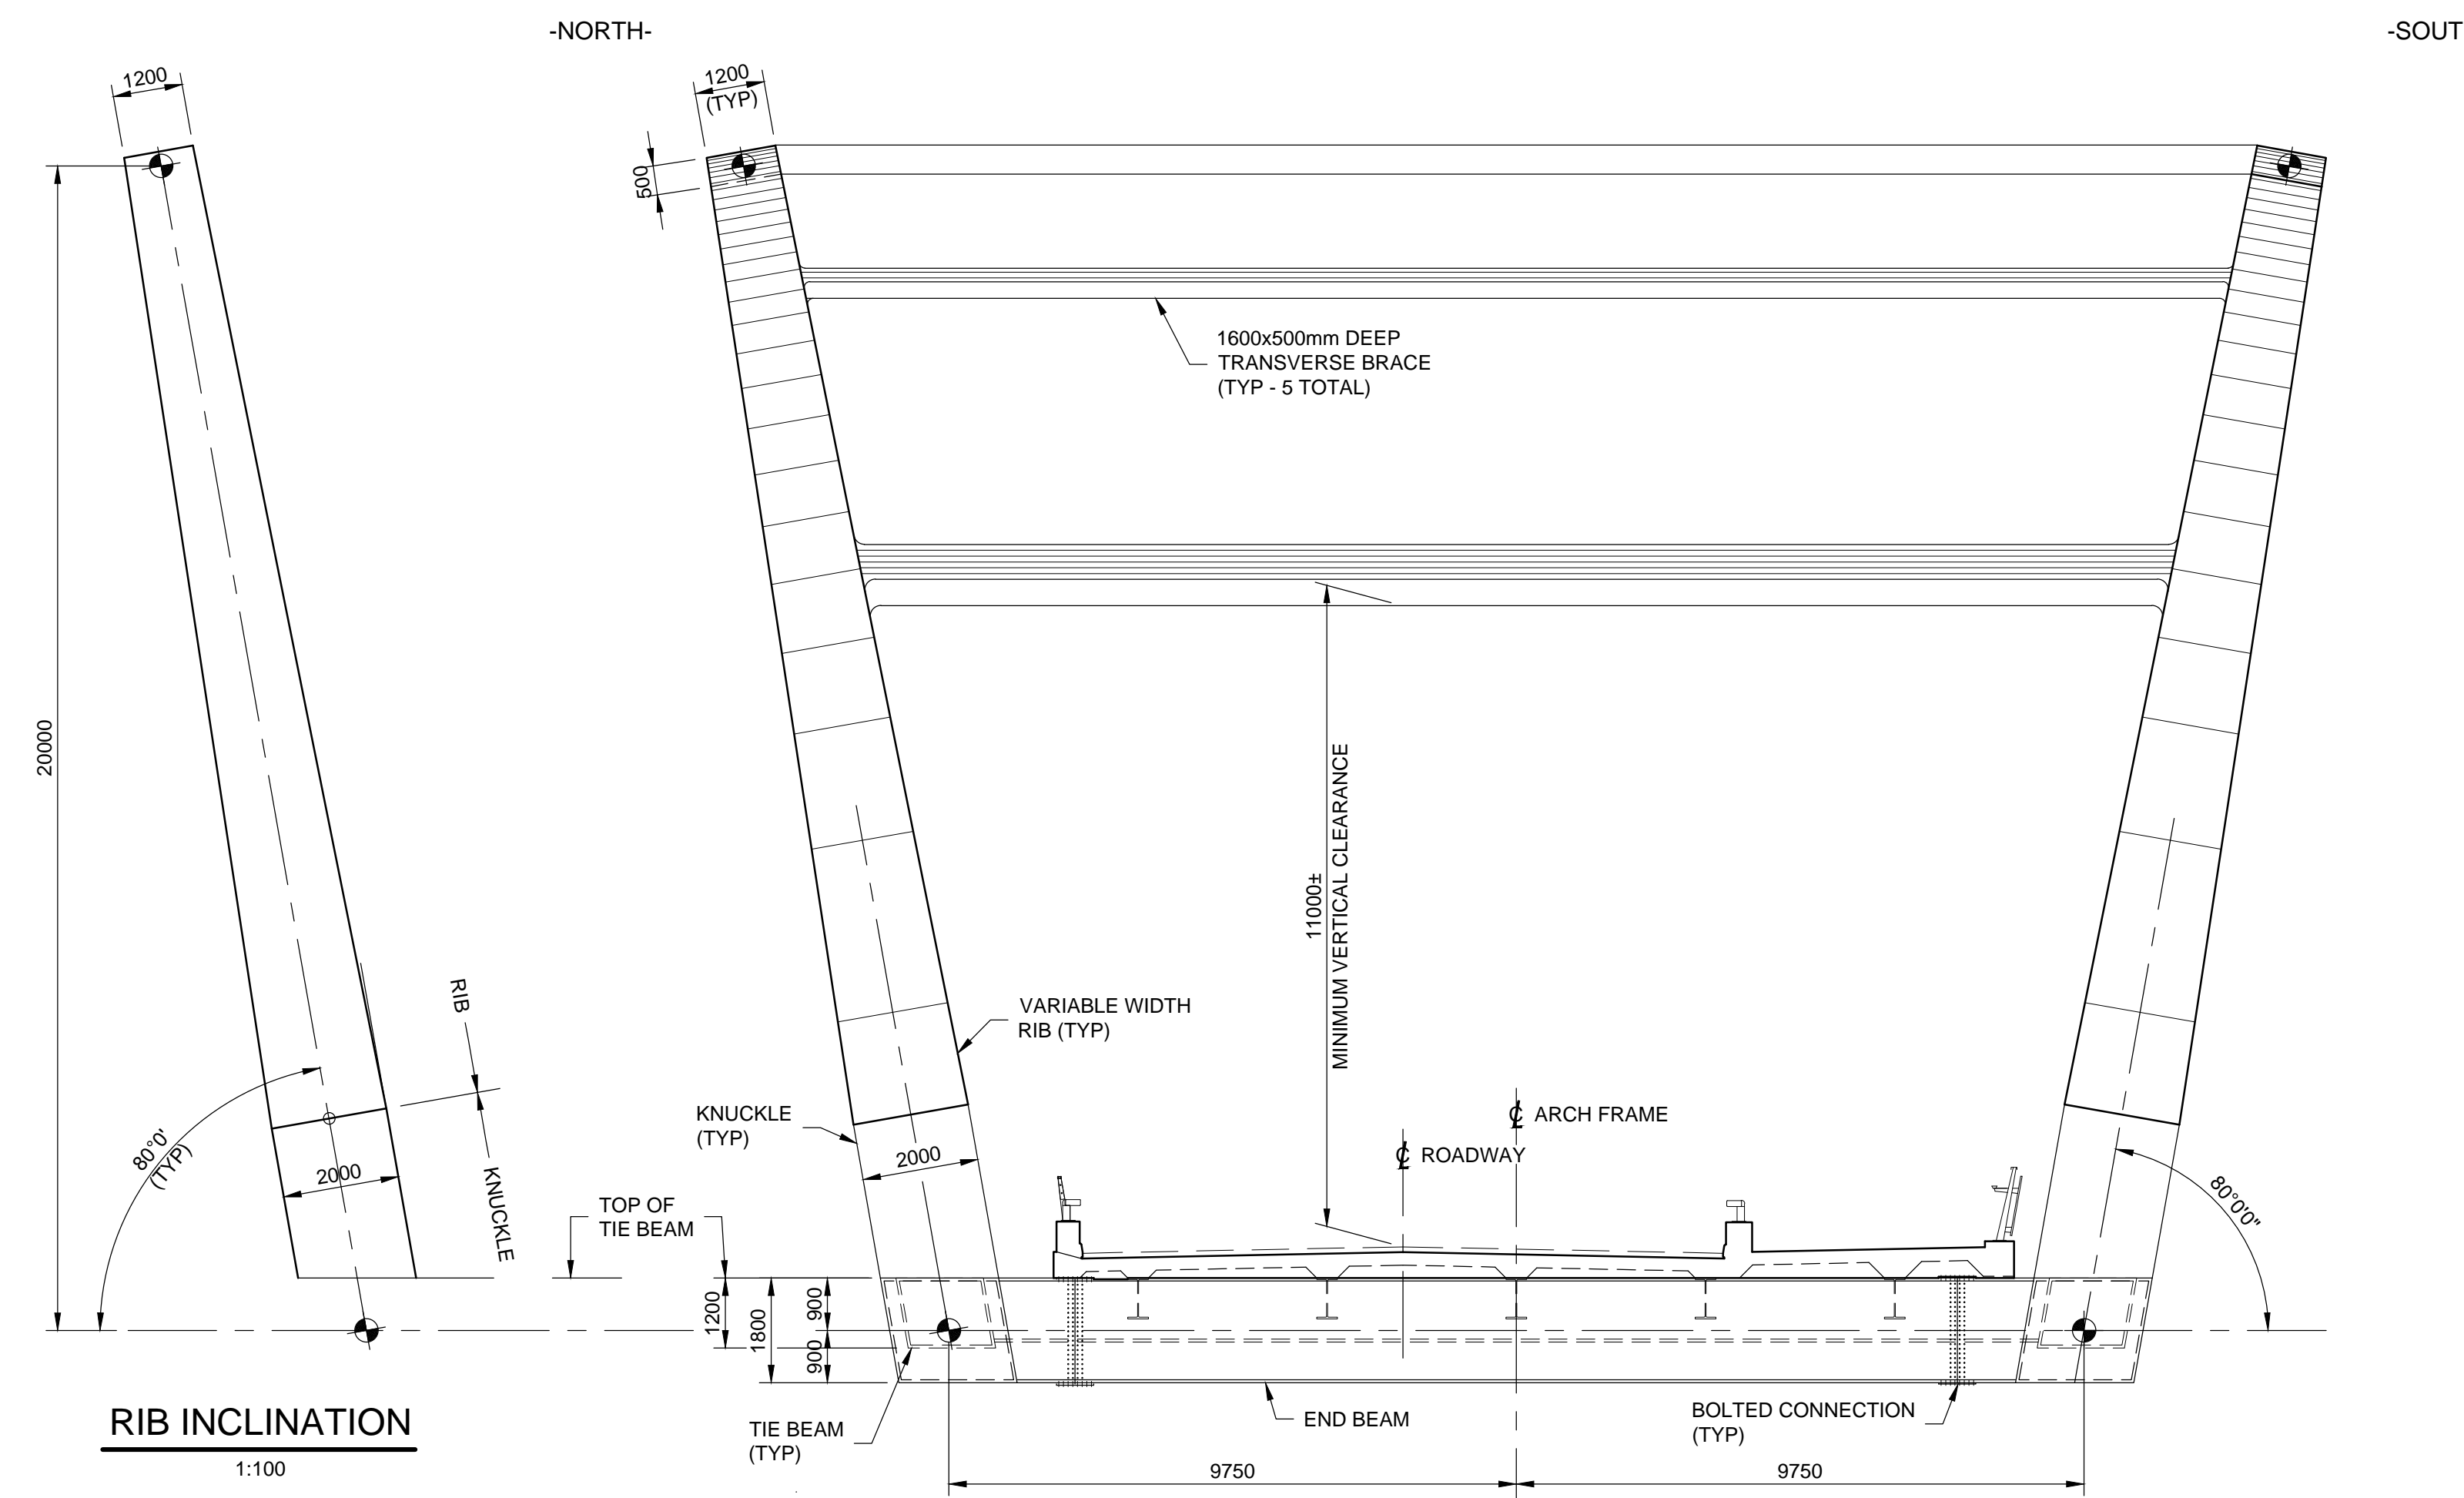 -NORTH-
-SOUT
1200
20000
80°0'
(TYP)
2000
RIB
KNUCKLE
RIB INCLINATION
1:100
1200
(TYP)
500
1600x500mm DEEP
TRANSVERSE BRACE
(TYP - 5 TOTAL)
11000±
MINIMUM VERTICAL CLEARANCE
VARIABLE WIDTH
RIB (TYP)
KNUCKLE
(TYP)
2000
℄ ARCH FRAME
℄ ROADWAY
80°0'0"
TOP OF
TIE BEAM
1200
1800
900
900
TIE BEAM
(TYP)
END BEAM
BOLTED CONNECTION
(TYP)
9750
9750